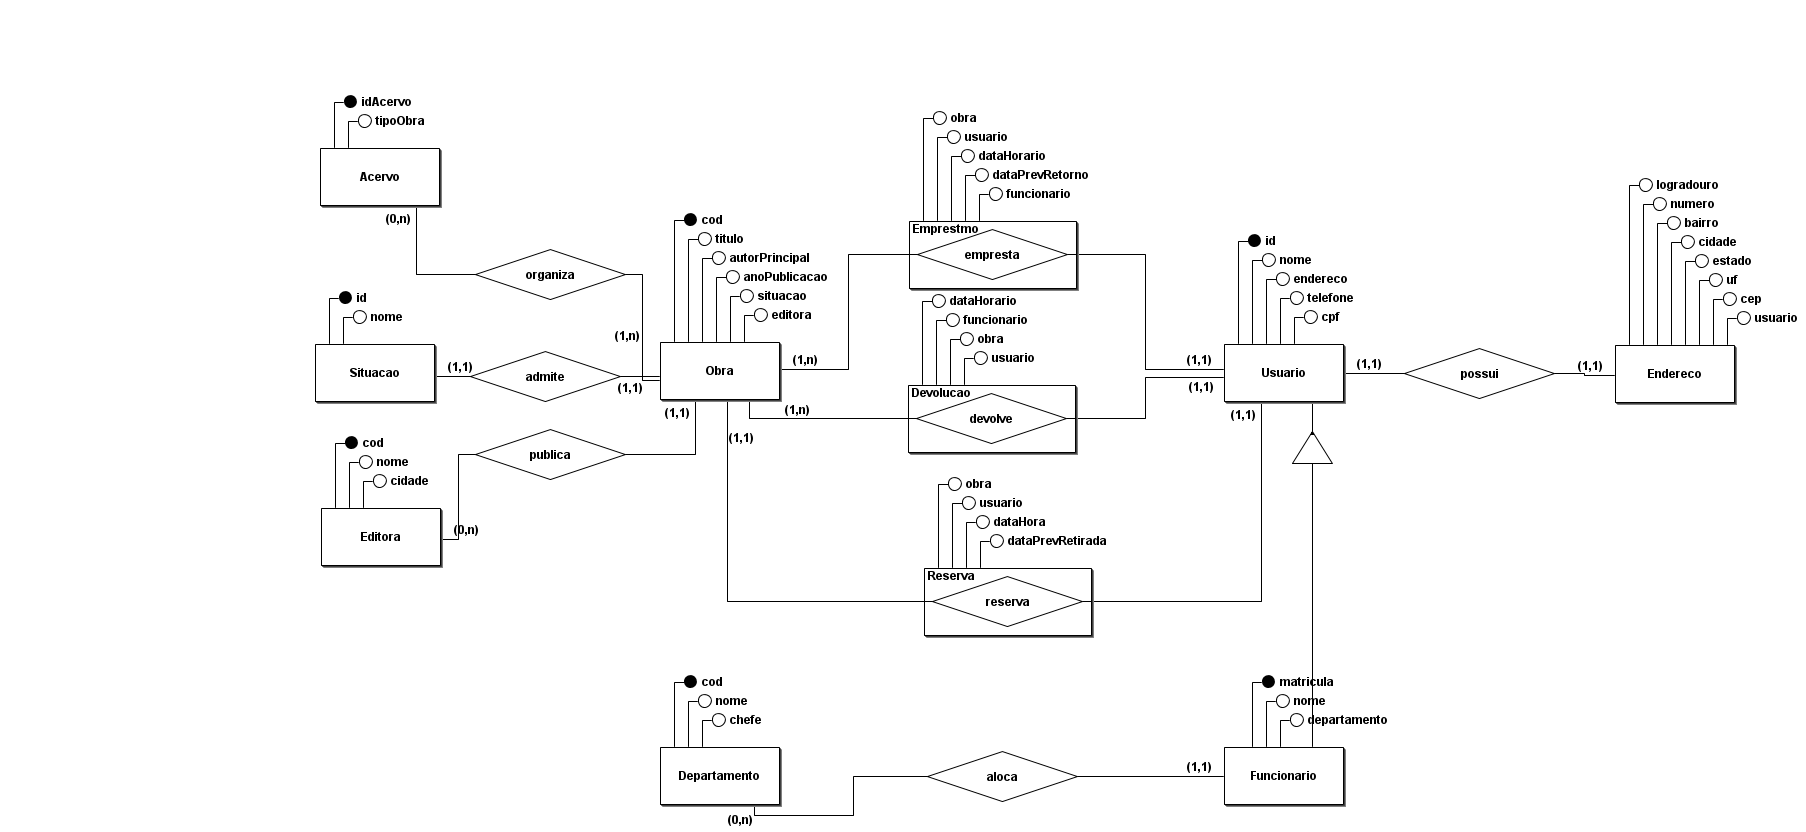 idAcervo
tipoObra
Acervo
(0,n)
organiza
(1,n)
id
nome
Situacao
(1,1)
admite
(1,1)
cod
nome
cidade
Editora
(0,n)
publica
(1,1)
cod
titulo
autorPrincipal
anoPublicacao
situacao
editora
Obra
(1,n)
(1,n)
(1,1)
obra
usuario
dataHorario
dataPrevRetorno
funcionario
Emprestmo
empresta
dataHorario
funcionario
obra
usuario
Devolucao
devolve
obra
usuario
dataHora
dataPrevRetirada
Reserva
reserva
id
nome
endereco
telefone
cpf
(1,1)
(1,1)
(1,1)
Usuario
(1,1)
possui
(1,1)
logradouro
numero
bairro
cidade
estado
uf
cep
usuario
Endereco
cod
nome
chefe
Departamento
(0,n)
aloca
(1,1)
matricula
nome
departamento
Funcionario